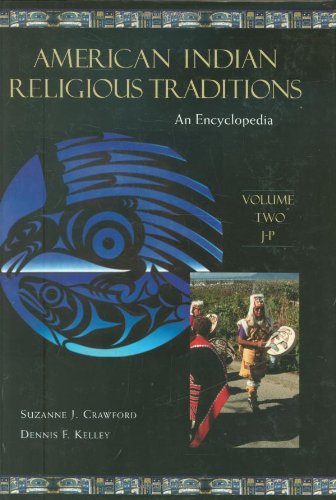 AMERICAN INDIAN
RELIGIOUS TRADITIONS
An Encyclopedia
VOLUME
TWO
J-P
SUZANNE J. CRAWFORD
DENNIS F. KELLEY